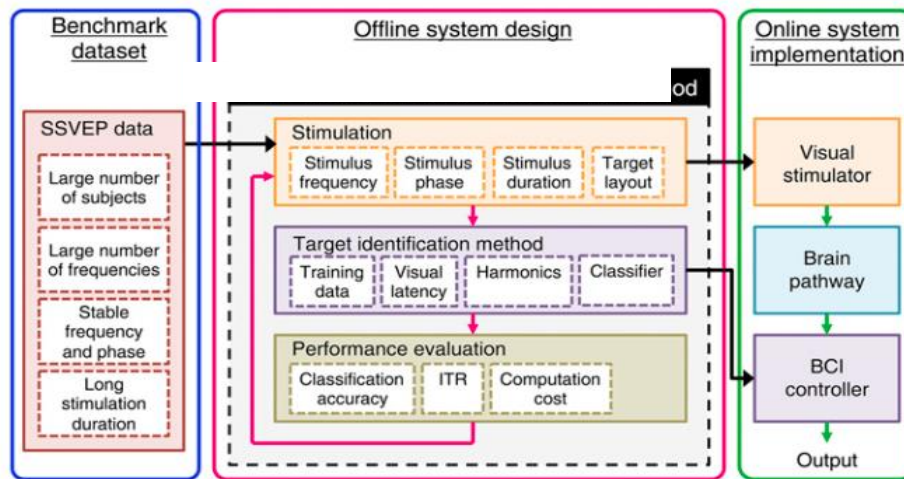 Benchmark
dataset
Offline system design
Online system
implementation
od
SSVEP data
Large number
of subjects
Large number
of frequencies
Stable
frequency
and phase
Long
stimulation
duration
Stimulation
Stimulus
frequency
Stimulus
phase
Stimulus
duration
Target
layout
Target identification method
Training
data
Visual
latency
Harmonics
Classifier
Performance evaluation
Classification
accuracy
ITR
Computation
cost
Visual
stimulator
Brain
pathway
BCI
controller
Output